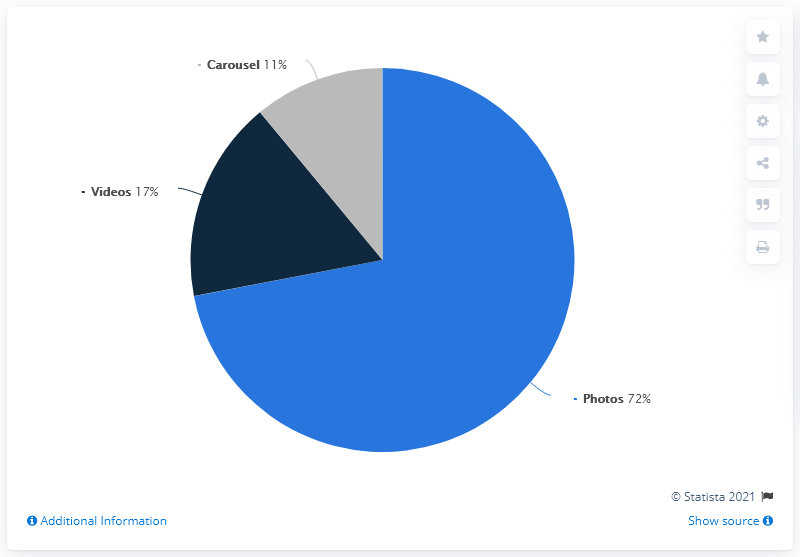 Carousel 11%
Videos 17%
Photos 72%
© Statista 2021
Additional Information
Show source